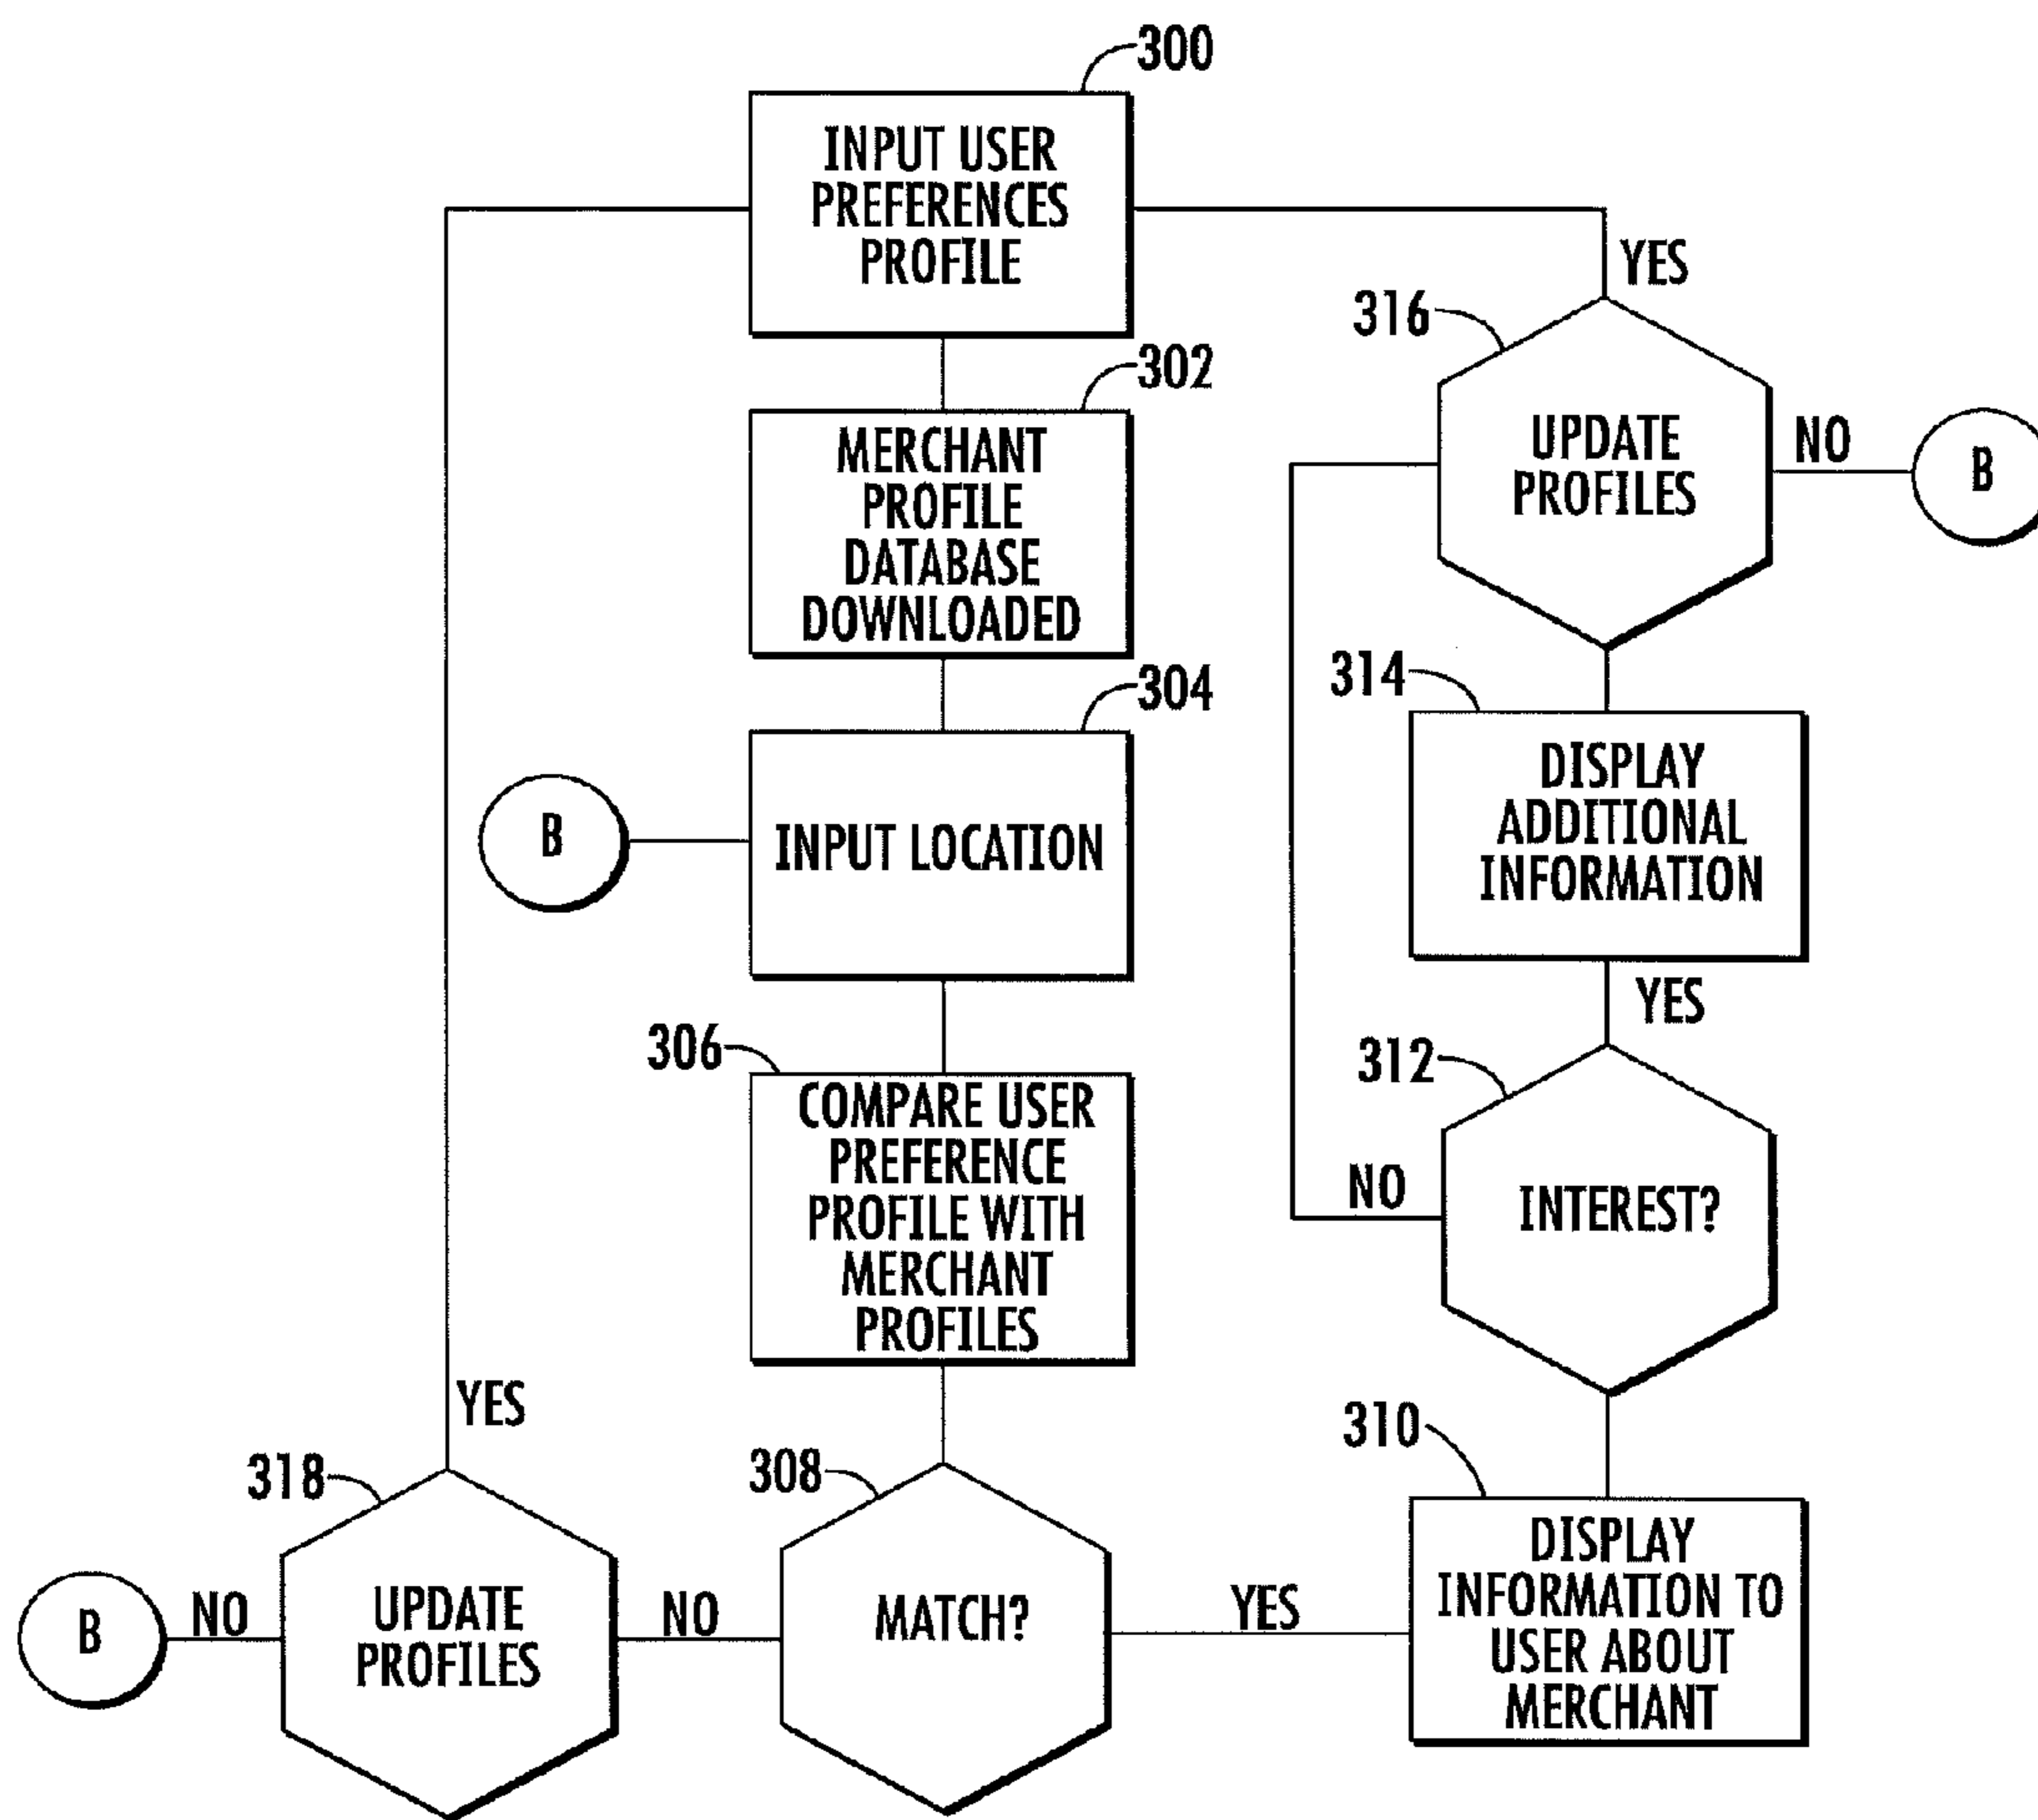 300
INPUT USER
PREFERENCES
PROFILE
YES
316
302
UPDATE
PROFILES
NO
B
MERCHANT
PROFILE
DATABASE
DOWNLOADED
314
304
DISPLAY
ADDITIONAL
INFORMATION
B
INPUT LOCATION
YES
306
312
COMPARE USER
PREFERENCE
PROFILE WITH
MERCHANT
PROFILES
NO
INTEREST?
YES
310
318
308
DISPLAY
INFORMATION TO
USER ABOUT
MERCHANT
B
NO
UPDATE
PROFILES
NO
MATCH?
YES